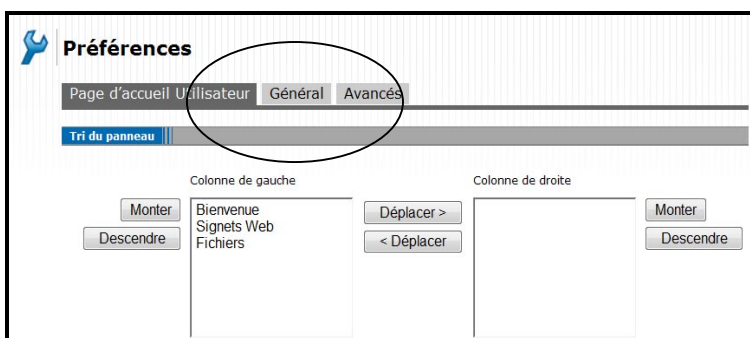 Préférences
Page d'accueil Utilisateur Général Avancés
Tri du panneau
Colonne de gauche Colonne de droite
Monter Bienvenue Déplacer > Monter
Signets Web
Descendre Fichiers < Déplacer Descendre